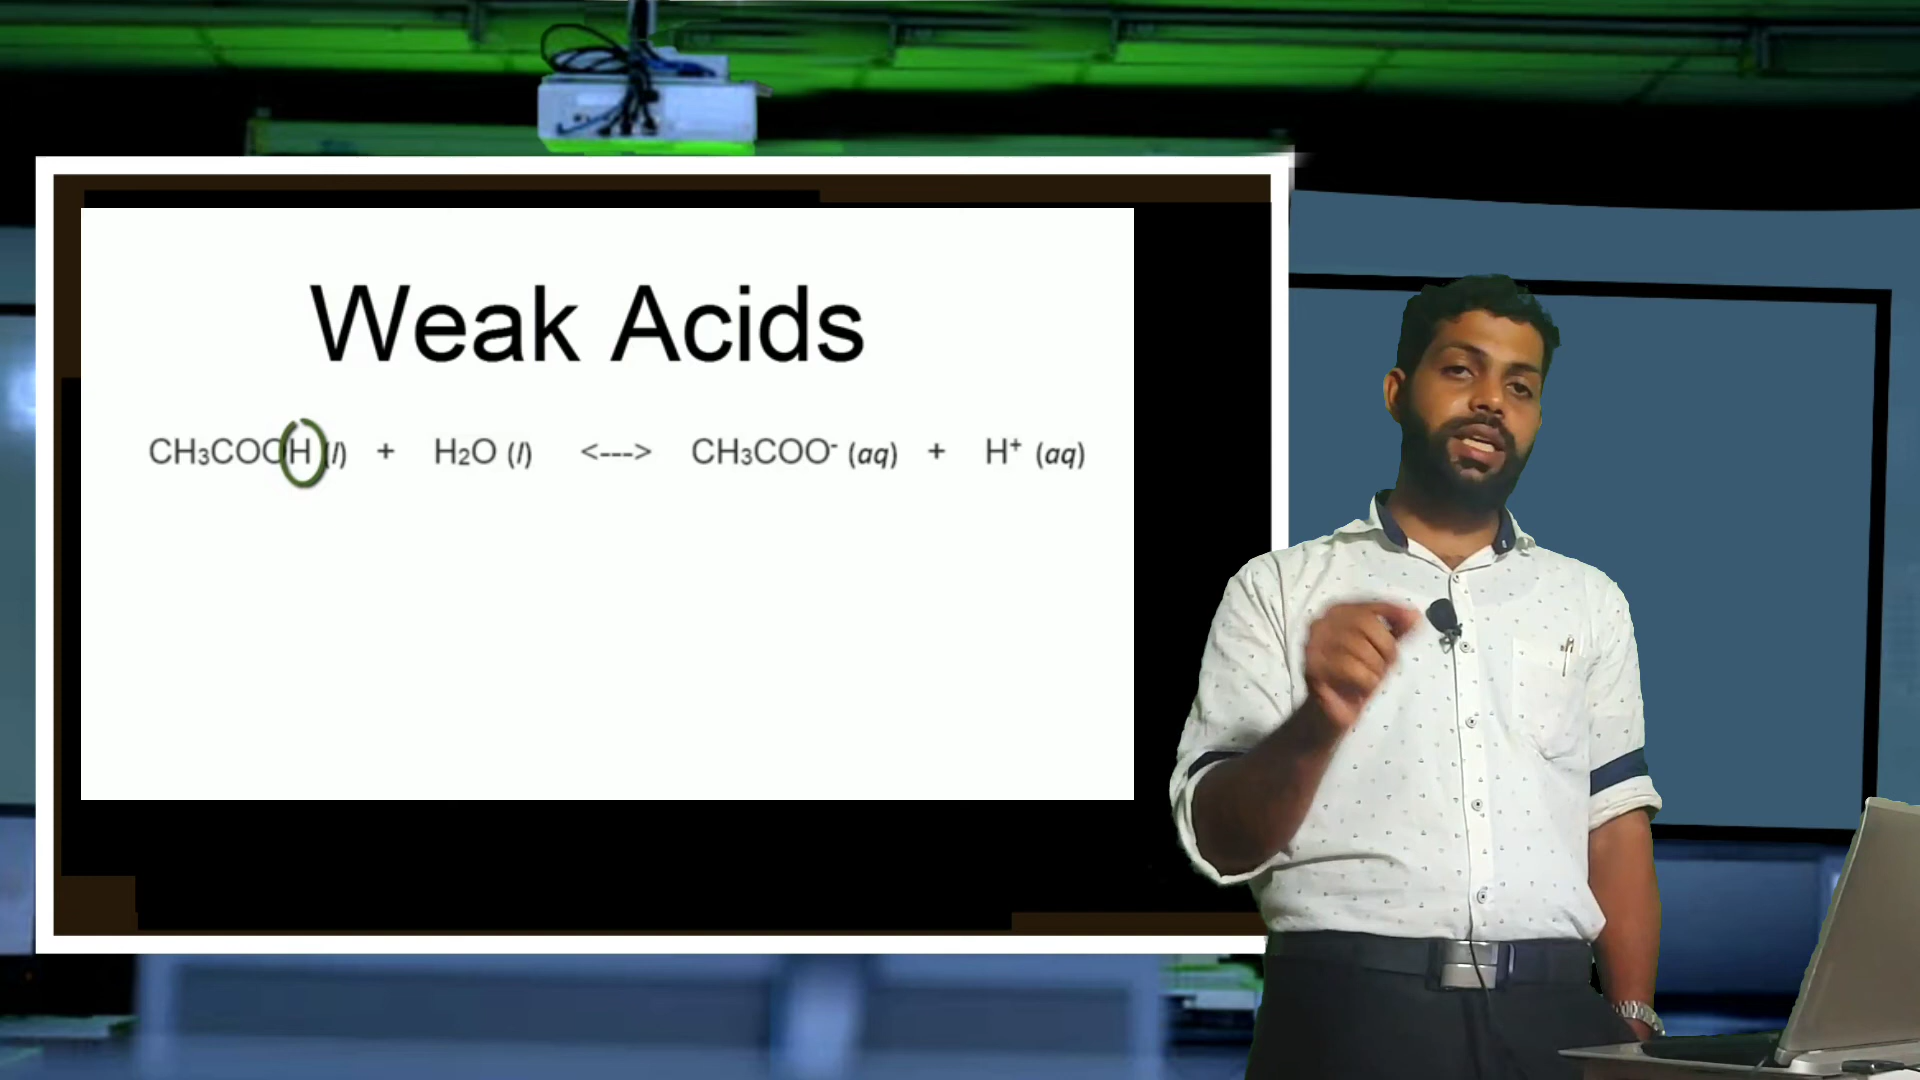 Weak Acids
CH₃COOH (l) + H₂O (l) <---> CH₃COO⁻ (aq) + H⁺ (aq)